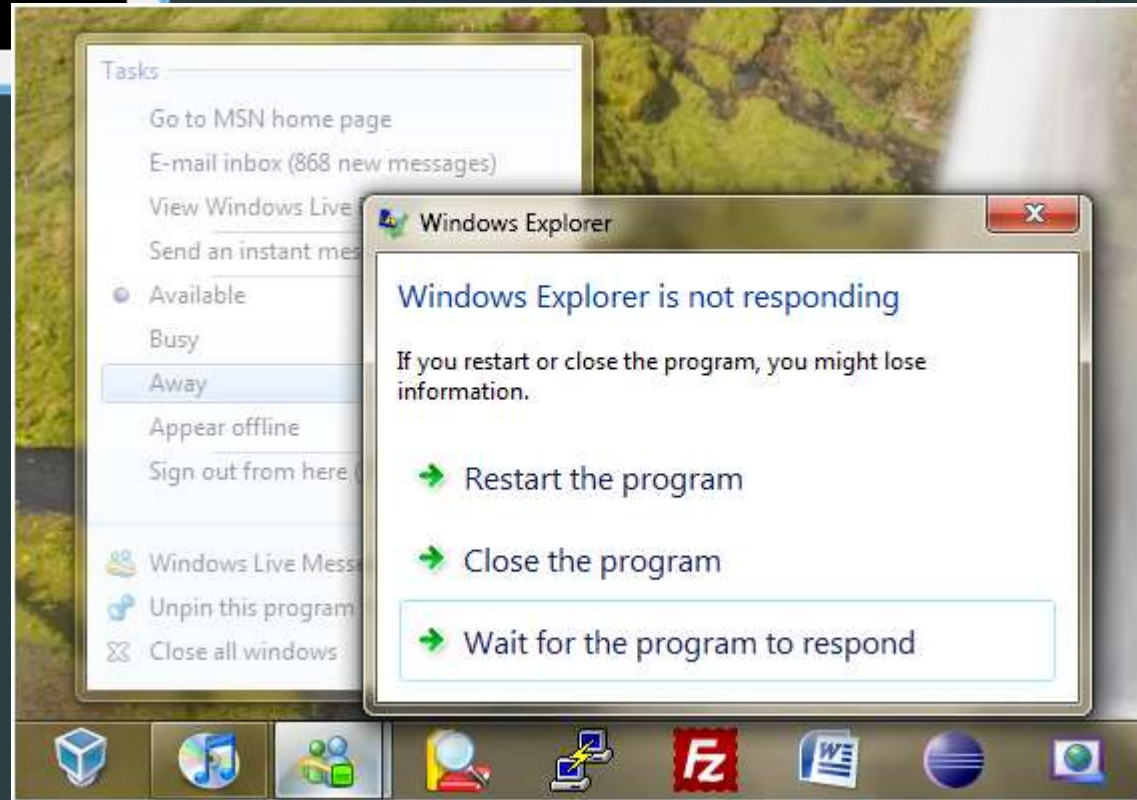 Tasks
Go to MSN home page
E-mail inbox (868 new messages)
View Windows Live
Send an instant
Available
Busy
Away
Appear offline
Sign out from here (
Windows Live
Unpin this program
Close all windows
Windows Explorer
X
Windows Explorer is not responding
If you restart or close the program, you might lose
information.
Restart the program
Close the program
Wait for the program to respond
Fz
W